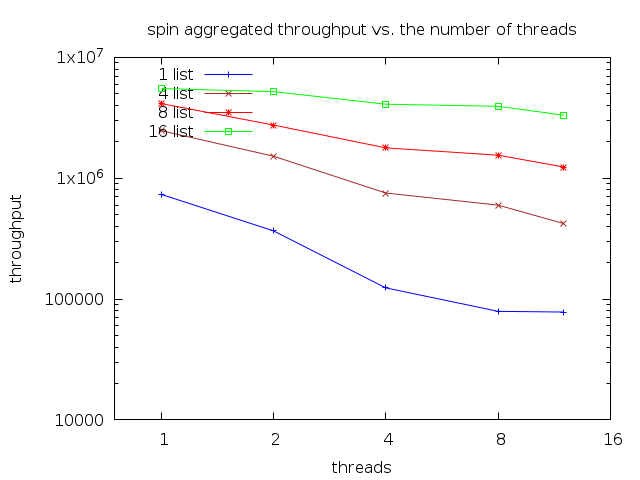 spin aggregated throughput vs. the number of threads
1x10^7
1x10^6
100000
10000
throughput
1 list
4 list
8 list
16 list
1 2 4 8 16
threads